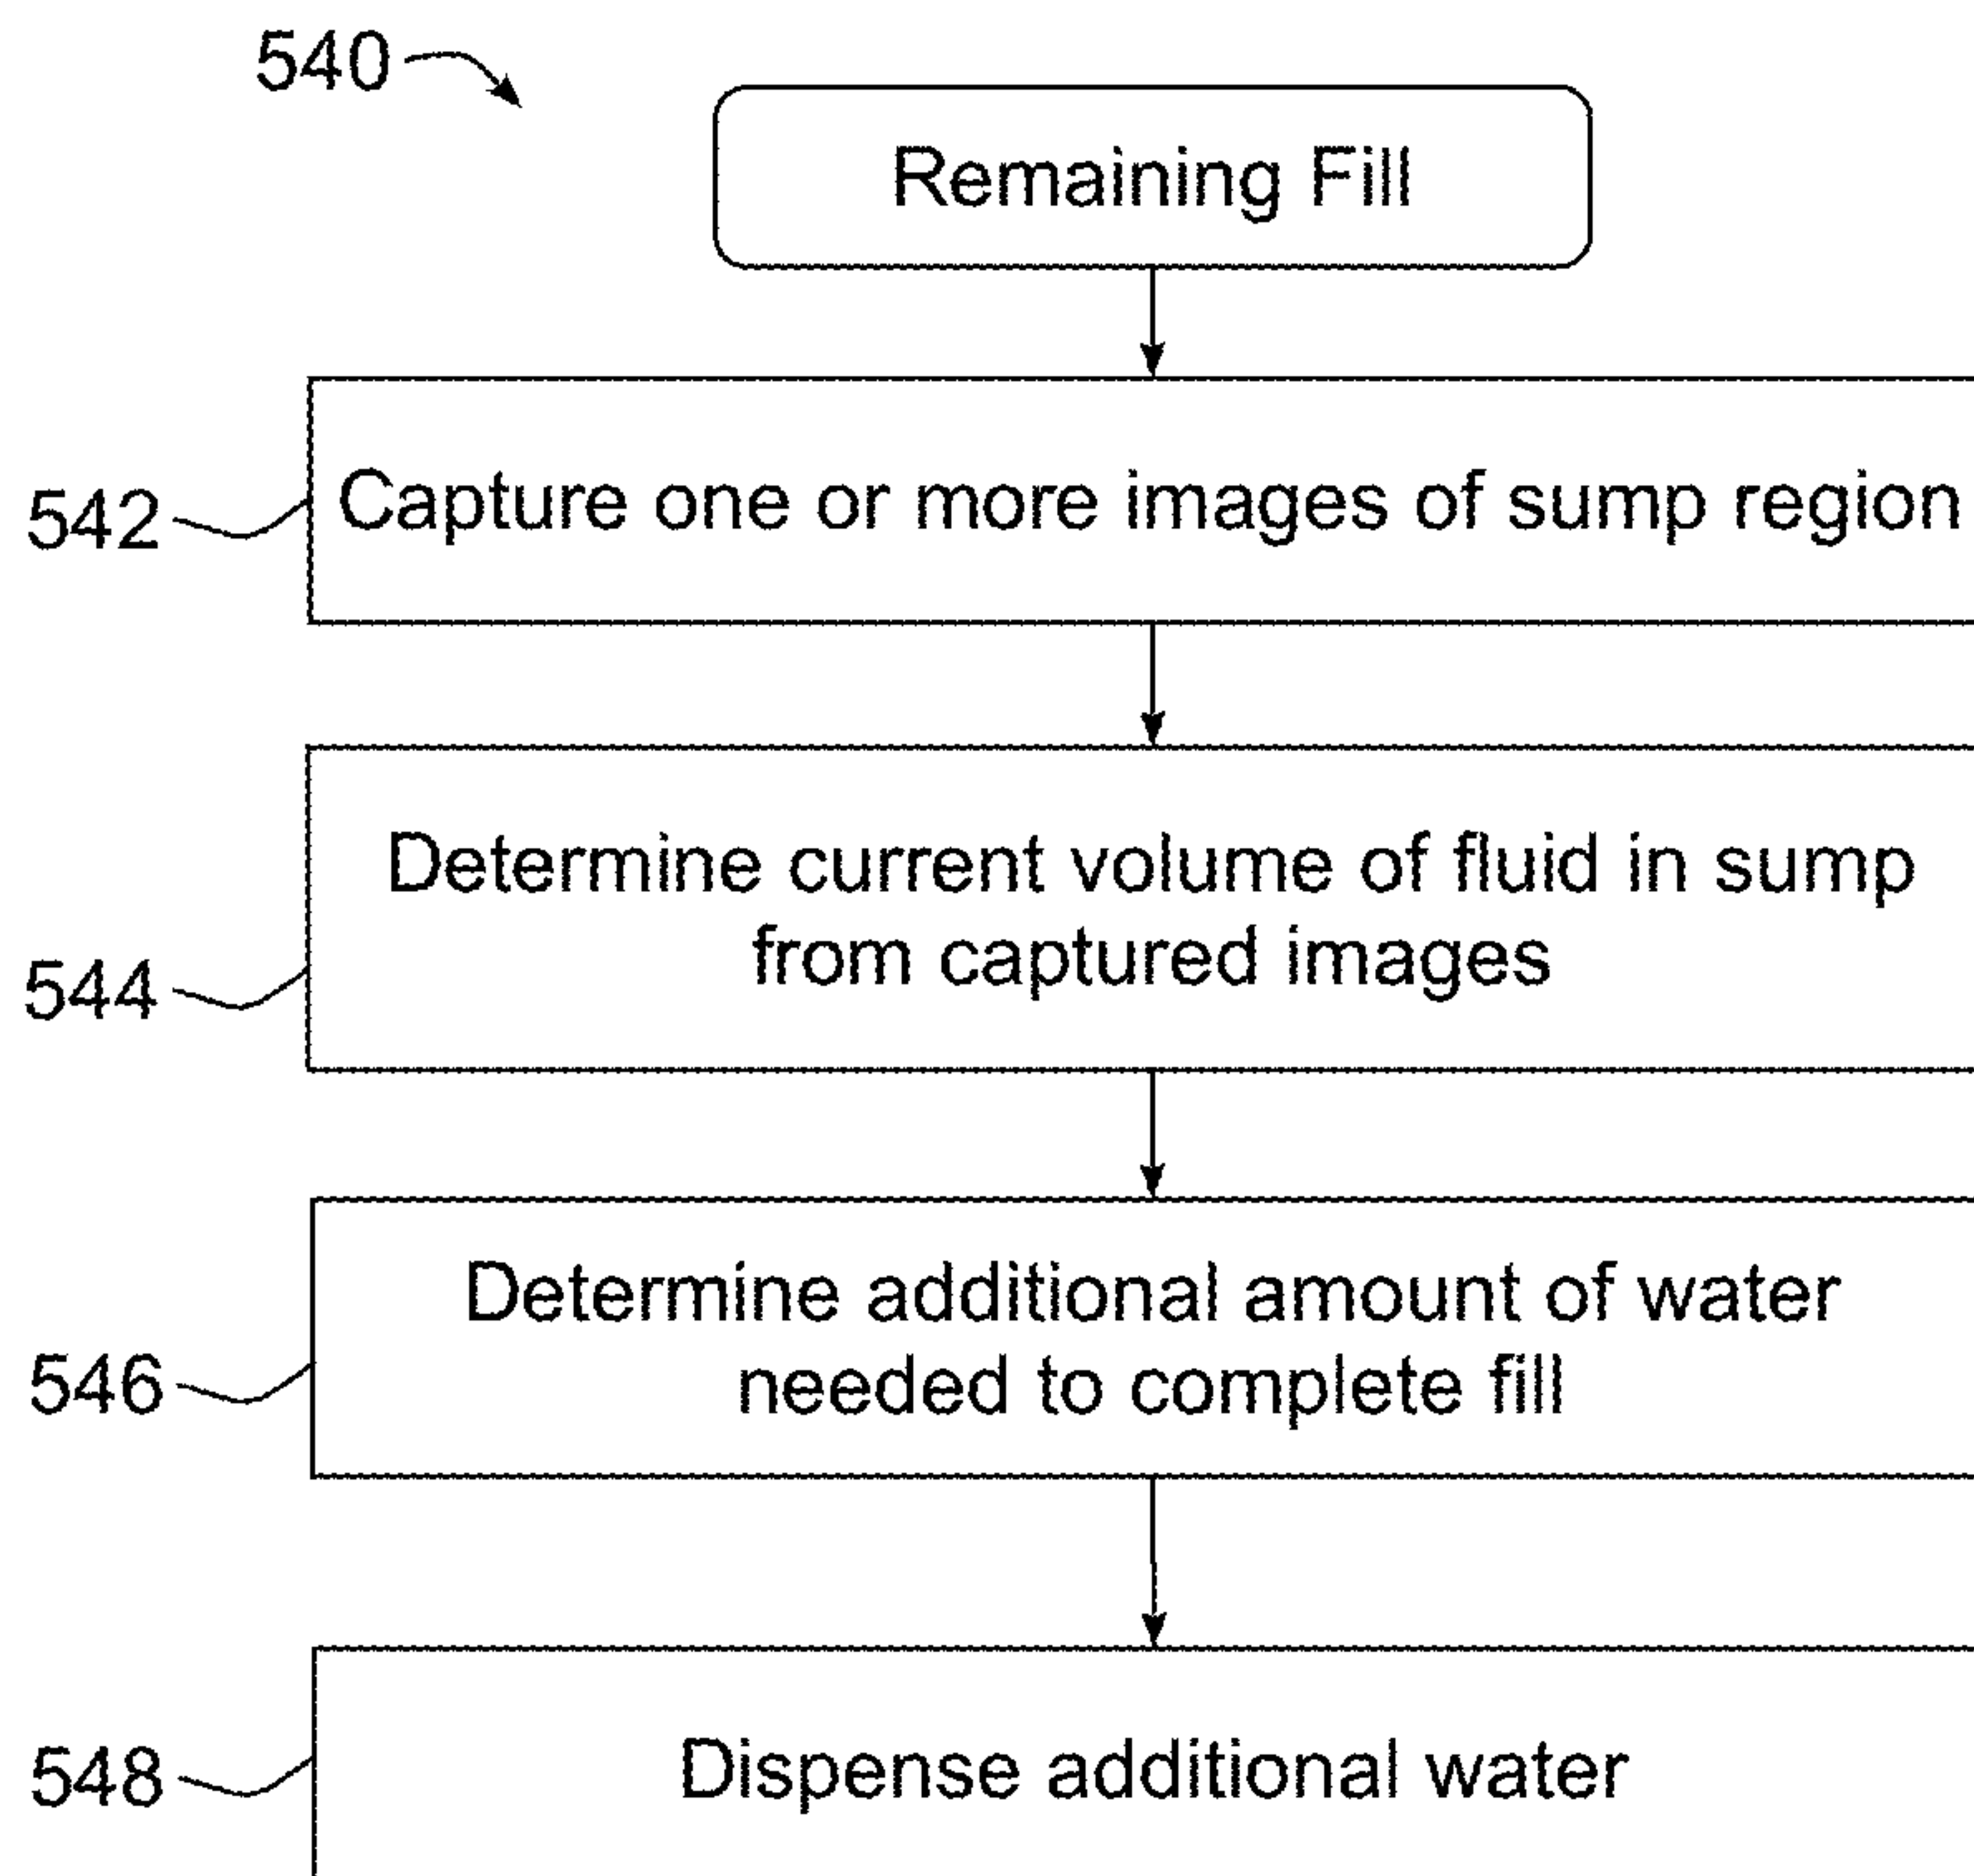 540
Remaining Fill
542
Capture one or more images of sump region
Determine current volume of fluid in sump
from captured images
544
Determine additional amount of water
needed to complete fill
546
Dispense additional water
548